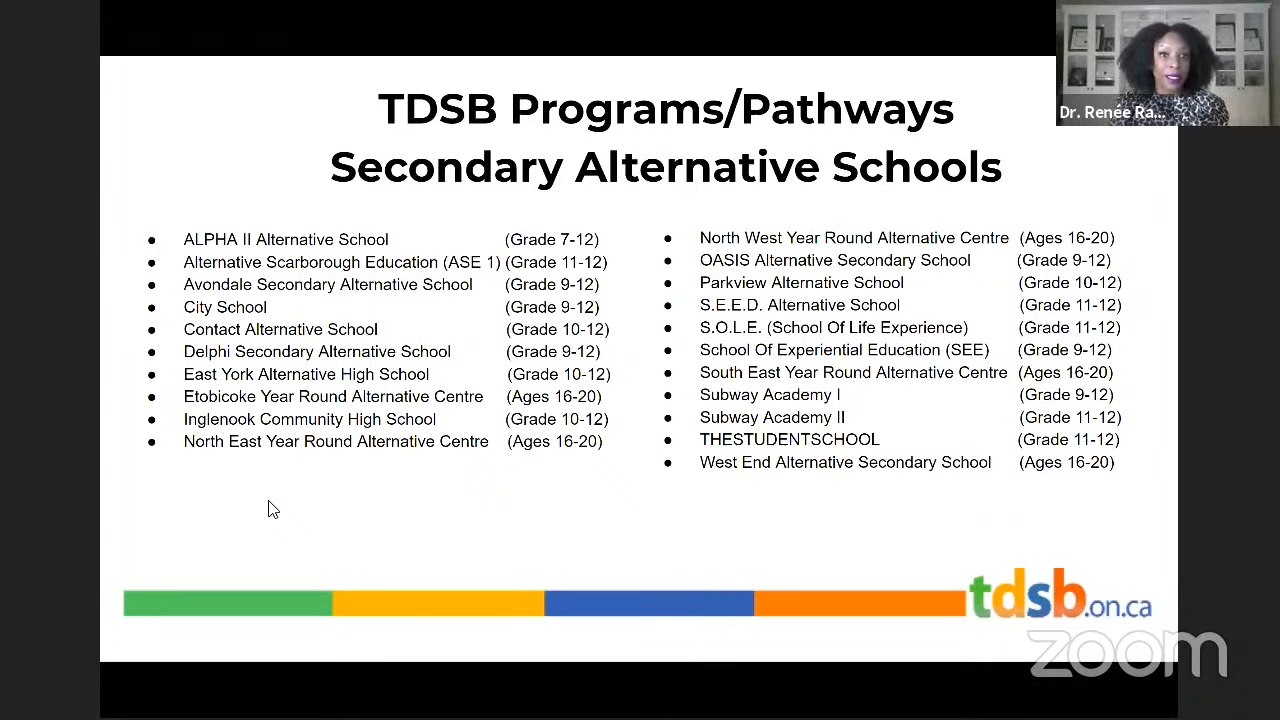 TDSB Programs/Pathways
Secondary Alternative Schools
Dr. Renée Ra...
● ALPHA II Alternative School (Grade 7-12)
● Alternative Scarborough Education (ASE 1) (Grade 11-12)
● Avondale Secondary Alternative School (Grade 9-12)
● City School (Grade 9-12)
● Contact Alternative School (Grade 10-12)
● Delphi Secondary Alternative School (Grade 9-12)
● East York Alternative High School (Grade 10-12)
● Etobicoke Year Round Alternative Centre (Ages 16-20)
● Inglenook Community High School (Grade 10-12)
● North East Year Round Alternative Centre (Ages 16-20)
● North West Year Round Alternative Centre (Ages 16-20)
● OASIS Alternative Secondary School (Grade 9-12)
● Parkview Alternative School (Grade 10-12)
● S.E.E.D. Alternative School (Grade 11-12)
● S.O.L.E. (School Of Life Experience) (Grade 11-12)
● School Of Experiential Education (SEE) (Grade 9-12)
● South East Year Round Alternative Centre (Ages 16-20)
● Subway Academy I (Grade 9-12)
● Subway Academy II (Grade 11-12)
● THESTUDENTSCHOOL (Grade 11-12)
● West End Alternative Secondary School (Ages 16-20)
tdsb.on.ca
zoom